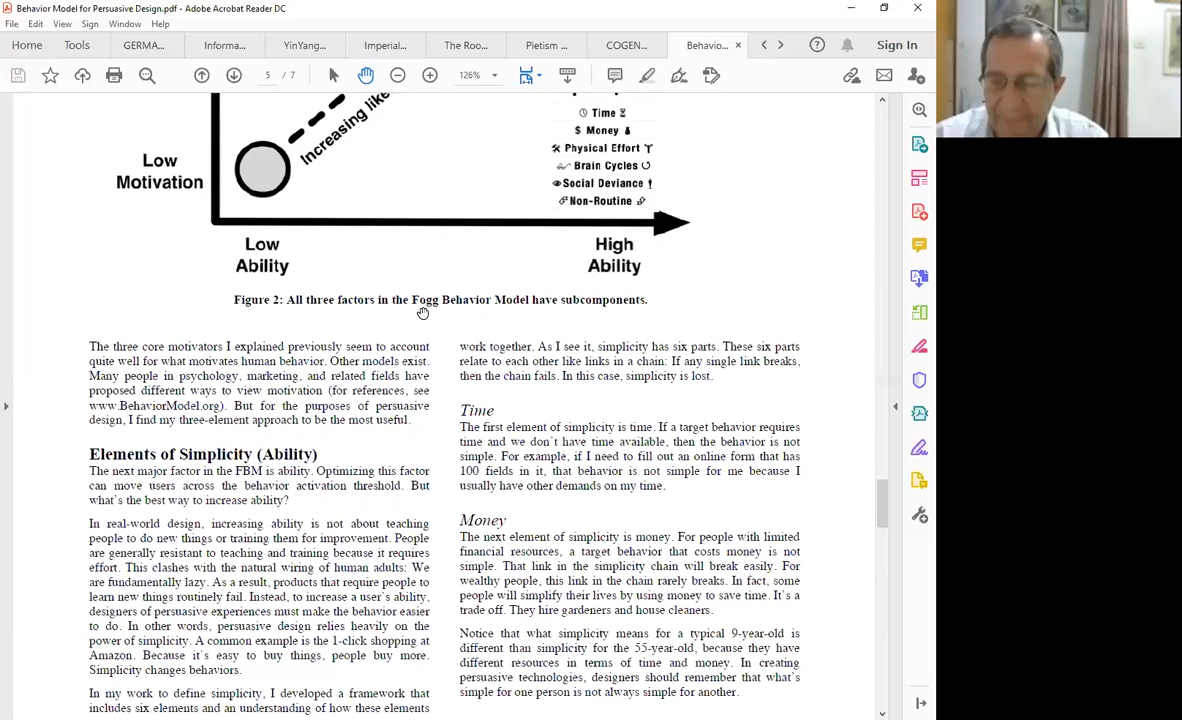 Behavior Model for Persuasive Design.pdf - Adobe Acrobat Reader DC
File Edit View Sign Window Help
Home Tools GERMA... Informa... YinYang... Imperial... The Roo... Pietism ... COGEN... Behavio... Sign In
5 / 7 126%
Increasing like
Low
Motivation
Time
$ Money
Physical Effort
Brain Cycles
Social Deviance
Non-Routine
Low
Ability
High
Ability
Figure 2: All three factors in the Fogg Behavior Model have subcomponents.
The three core motivators I explained previously seem to account
quite well for what motivates human behavior. Other models exist.
Many people in psychology, marketing, and related fields have
proposed different ways to view motivation (for references, see
www.BehaviorModel.org). But for the purposes of persuasive
design, I find my three-element approach to be the most useful.
Elements of Simplicity (Ability)
The next major factor in the FBM is ability. Optimizing this factor
can move users across the behavior activation threshold. But
what's the best way to increase ability?
In real-world design, increasing ability is not about teaching
people to do new things or training them for improvement. People
are generally resistant to teaching and training because it requires
effort. This clashes with the natural wiring of human adults: We
are fundamentally lazy. As a result, products that require people to
learn new things routinely fail. Instead, to increase a user's ability,
designers of persuasive experiences must make the behavior easier
to do. In other words, persuasive design relies heavily on the
power of simplicity. A common example is the 1-click shopping at
Amazon. Because it's easy to buy things, people buy more.
Simplicity changes behaviors.
In my work to define simplicity, I developed a framework that
includes six elements and an understanding of how these elements
work together. As I see it, simplicity has six parts. These six parts
relate to each other like links in a chain: If any single link breaks,
then the chain fails. In this case, simplicity is lost.
Time
The first element of simplicity is time. If a target behavior requires
time and we don't have time available, then the behavior is not
simple. For example, if I need to fill out an online form that has
100 fields in it, that behavior is not simple for me because I
usually have other demands on my time.
Money
The next element of simplicity is money. For people with limited
financial resources, a target behavior that costs money is not
simple. That link in the simplicity chain will break easily. For
wealthy people, this link in the chain rarely breaks. In fact, some
people will simplify their lives by using money to save time. It's a
trade off. They hire gardeners and house cleaners.
Notice that what simplicity means for a typical 9-year-old is
different than simplicity for the 55-year-old, because they have
different resources in terms of time and money. In creating
persuasive technologies, designers should remember that what's
simple for one person is not always simple for another.